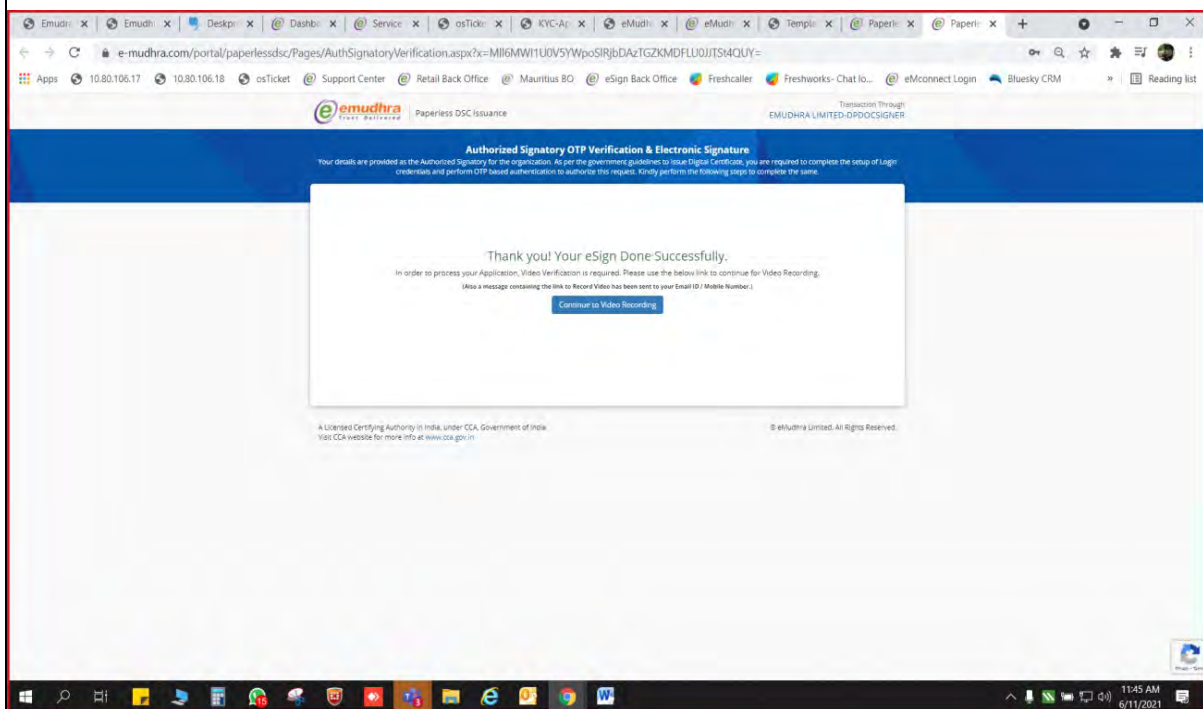 Emudh
Deskpr
Dashbo
Service
osTicke
KYC-Ap
eMudh
eMudh
Templa
Paperle
Paperle
e-mudhra.com/portal/paperlessdsc/Pages/AuthSignatoryVerification.aspx?x=
Apps 10.80.106.17 10.80.106.18 osTicket Support Center Retail Back Office Mauritius BO eSign Back Office Freshcaller Freshworks- Chat lo... eMconnect Login Bluesky CRM » Reading list
emudhra
Trust Delivered
Paperless DSC Issuance
Transaction Through
EMUDHRA LIMITED-DPDOCSIGNER
Authorized Signatory OTP Verification & Electronic Signature
Your details are provided as the Authorized Signatory for the organization. As per the government guidelines to issue Digital Certificate, you are required to complete the setup of Login
credentials and perform OTP based authentication to authorize this request. Kindly perform the following steps to complete the same.
Thank you! Your eSign Done Successfully.
In order to process your Application, Video Verification is required. Please use the below link to continue for Video Recording.
(Also a message containing the link to Record Video has been sent to your Email ID / Mobile Number.)
Continue to Video Recording
A Licensed Certifying Authority in India, under CCA, Government of India
Visit CCA website for more info at www.cca.gov.in
© eMudhra Limited. All Rights Reserved.
11:45 AM
6/11/2021